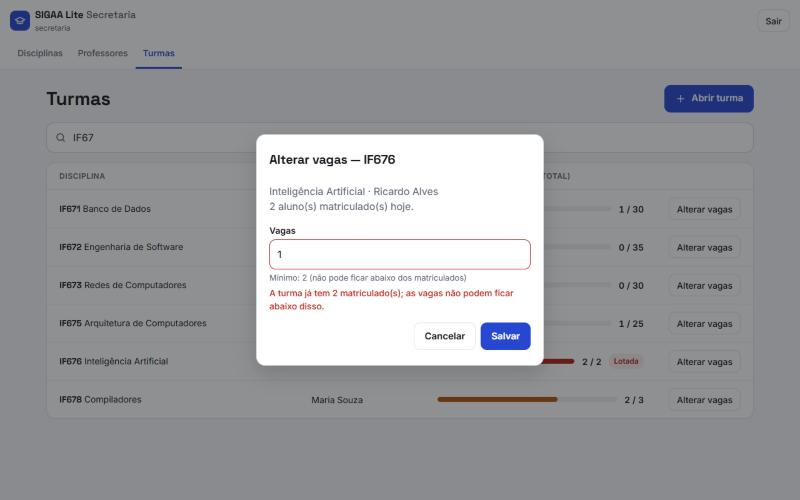 SIGAA Lite Secretaria
secretaria
Sair
Disciplinas Professores Turmas
Turmas
+ Abrir turma
IF67
DISCIPLINA TOTAL)
IF671 Banco de Dados 1 / 30 Alterar vagas
IF672 Engenharia de Software 0 / 35 Alterar vagas
IF673 Redes de Computadores 0 / 30 Alterar vagas
IF675 Arquitetura de Computadores 1 / 25 Alterar vagas
IF676 Inteligência Artificial 2 / 2 Lotada Alterar vagas
IF678 Compiladores Maria Souza 2 / 3 Alterar vagas
Alterar vagas — IF676
Inteligência Artificial · Ricardo Alves
2 aluno(s) matriculado(s) hoje.
Vagas
1
Mínimo: 2 (não pode ficar abaixo dos matriculados)
A turma já tem 2 matriculado(s); as vagas não podem ficar
abaixo disso.
Cancelar Salvar